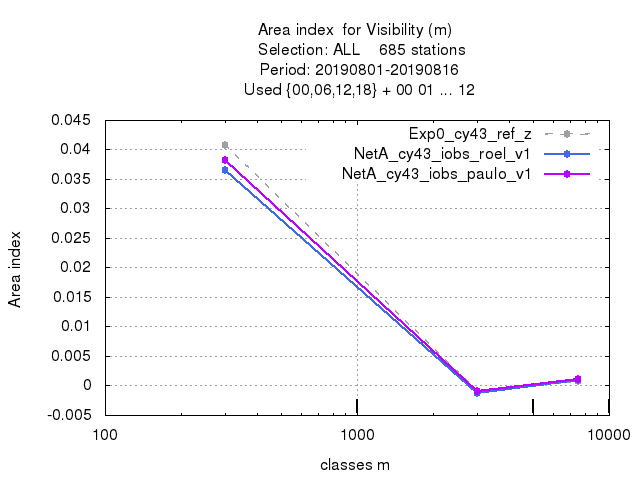 Area index  for Visibility (m)
Selection: ALL    685 stations
Period: 20190801-20190816
Used {00,06,12,18} + 00 01 ... 12
Exp0_cy43_ref_z
NetA_cy43_iobs_roel_v1
NetA_cy43_iobs_paulo_v1
0.045
0.04
0.035
0.03
0.025
0.02
0.015
0.01
0.005
0
-0.005
Area index
100 1000 10000
classes m